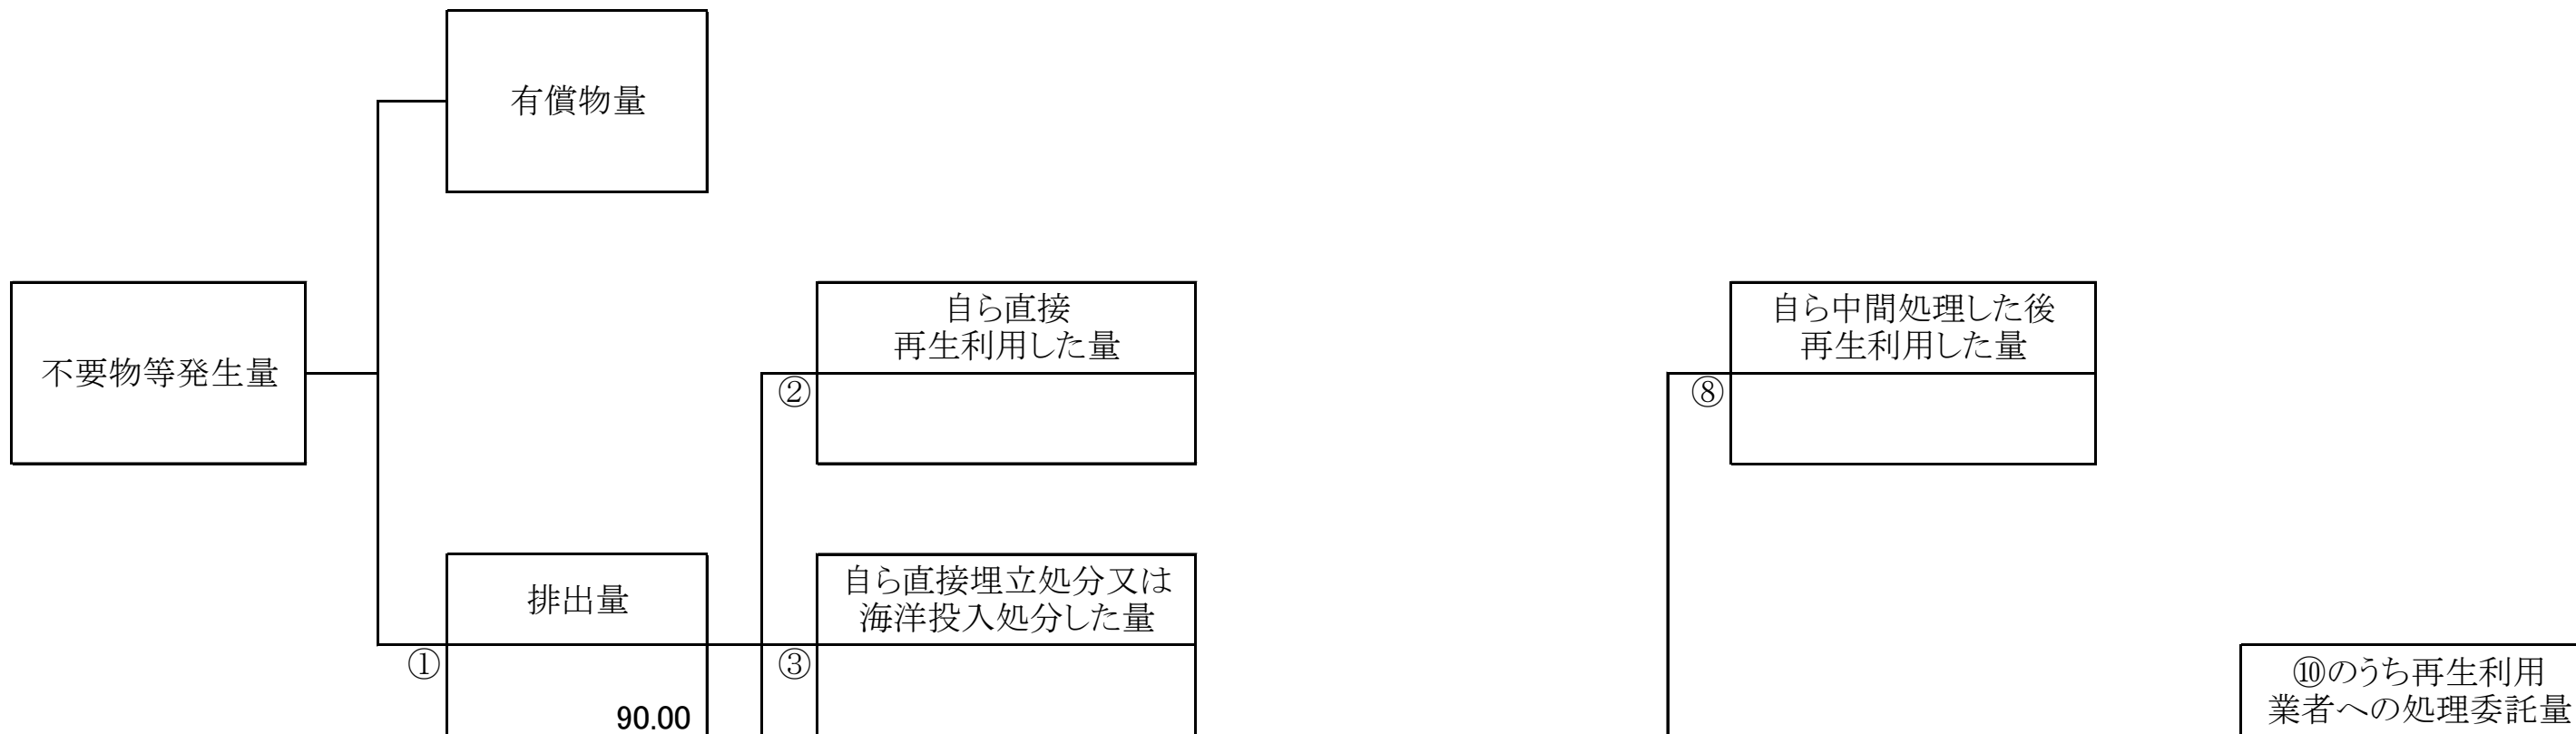 有償物量
不要物等発生量
自ら直接
再生利用した量
②
自ら中間処理した後
再生利用した量
⑧
排出量
①
90.00
自ら直接埋立処分又は
海洋投入処分した量
③
⑩のうち再生利用
業者への処理委託量